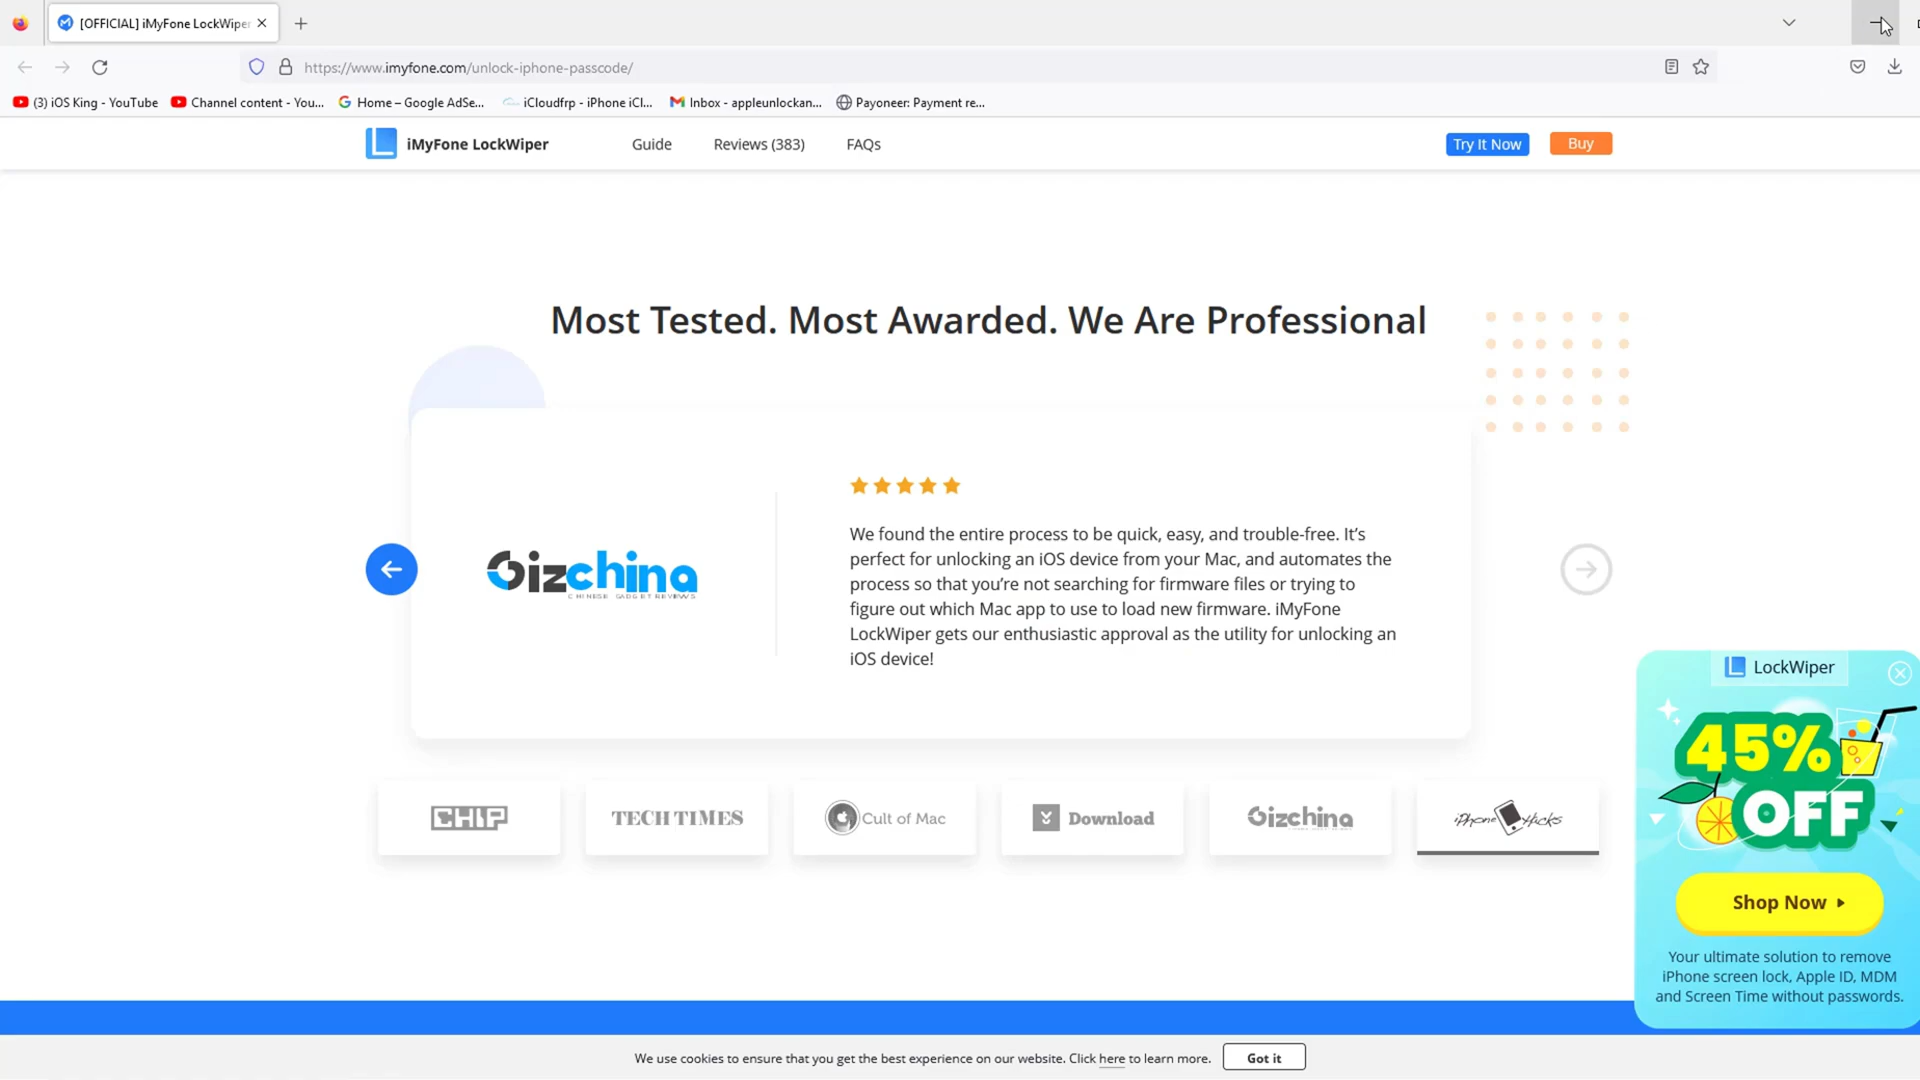 [OFFICIAL] iMyFone LockWiper
https://www.imyfone.com/unlock-iphone-passcode/
(3) iOS King - YouTube
Channel content - You...
Home – Google AdSe...
iCloudfrp - iPhone iCl...
Inbox - appleunlockan...
Payoneer: Payment re...
iMyFone LockWiper
Guide
Reviews (383)
FAQs
Try It Now
Buy
Most Tested. Most Awarded. We Are Professional
Gizchina
CHINESE GADGET REVIEWS
We found the entire process to be quick, easy, and trouble-free. It’s
perfect for unlocking an iOS device from your Mac, and automates the
process so that you’re not searching for firmware files or trying to
figure out which Mac app to use to load new firmware. iMyFone
LockWiper gets our enthusiastic approval as the utility for unlocking an
iOS device!
CHIP
TECH TIMES
Cult of Mac
Download
Gizchina
iPhone Hacks
LockWiper
45%
OFF
Shop Now
Your ultimate solution to remove
iPhone screen lock, Apple ID, MDM
and Screen Time without passwords.
We use cookies to ensure that you get the best experience on our website. Click here to learn more.
Got it